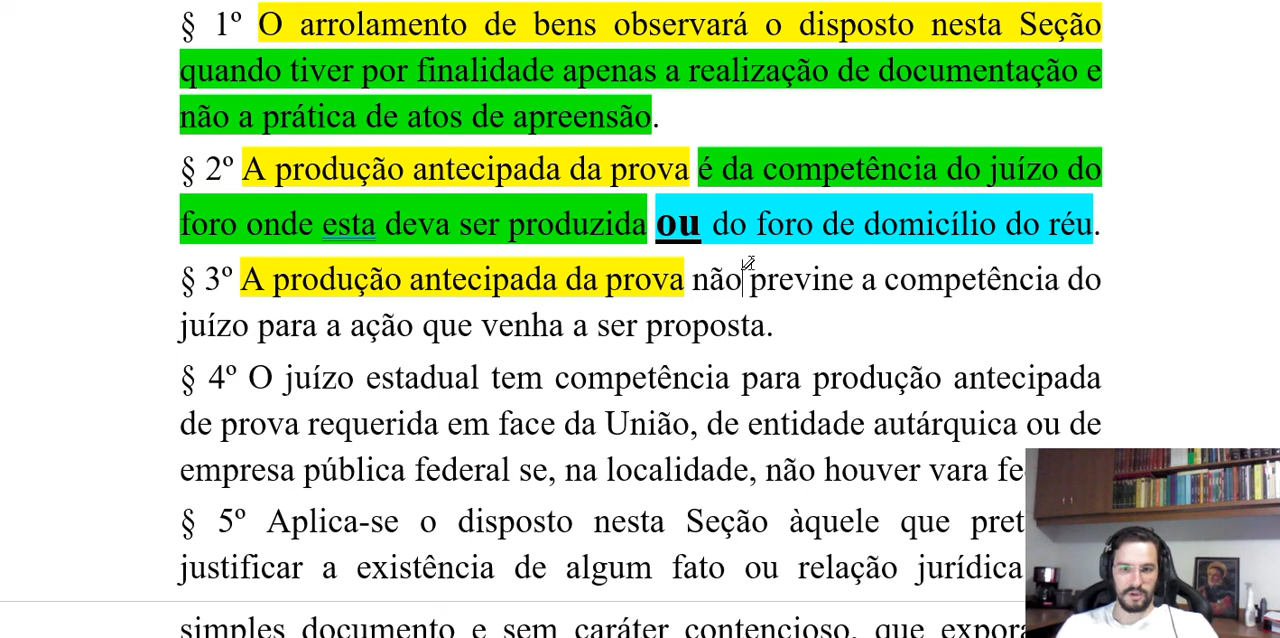 § 1º O arrolamento de bens observará o disposto nesta Seção
quando tiver por finalidade apenas a realização de documentação e
não a prática de atos de apreensão.
§ 2º A produção antecipada da prova é da competência do juízo do
foro onde esta deva ser produzida ou do foro de domicílio do réu.
§ 3º A produção antecipada da prova não previne a competência do
juízo para a ação que venha a ser proposta.
§ 4º O juízo estadual tem competência para produção antecipada
de prova requerida em face da União, de entidade autárquica ou de
empresa pública federal se, na localidade, não houver vara fe
§ 5º Aplica-se o disposto nesta Seção àquele que pret
justificar a existência de algum fato ou relação jurídica
simples documento e sem caráter contencioso, que expora